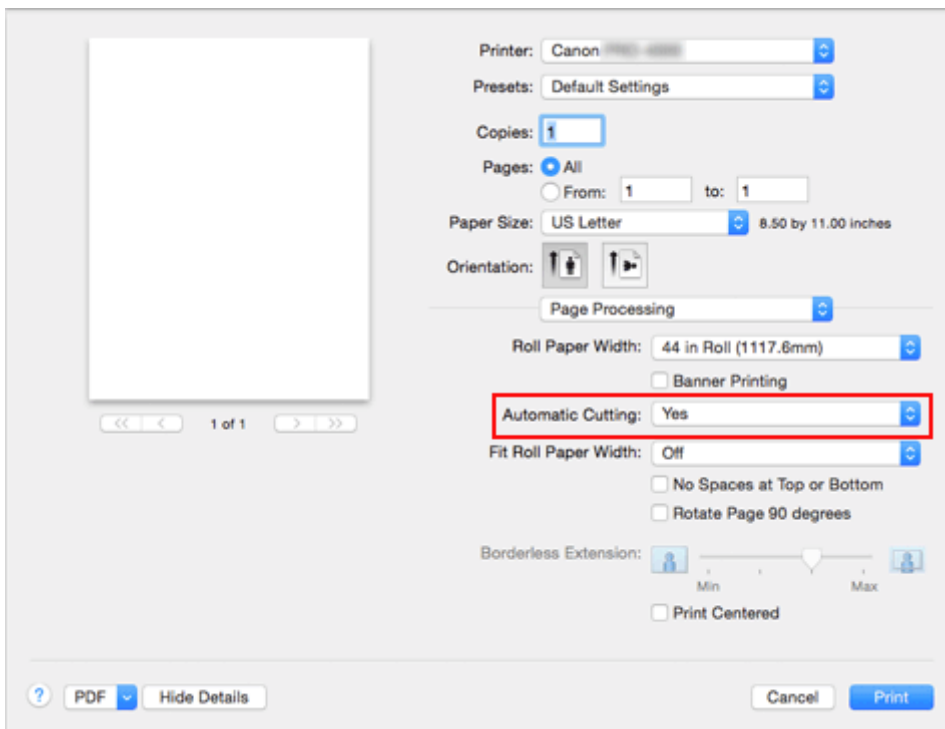 Printer: Canon
Presets: Default Settings
Copies: 1
Pages: All
From: 1 to: 1
Paper Size: US Letter 8.50 by 11.00 inches
Orientation:
Page Processing
Roll Paper Width: 44 in Roll (1117.6mm)
Banner Printing
1 of 1
Automatic Cutting: Yes
Fit Roll Paper Width: Off
No Spaces at Top or Bottom
Rotate Page 90 degrees
Borderless Extension:
Min Max
Print Centered
? PDF Hide Details Cancel Print